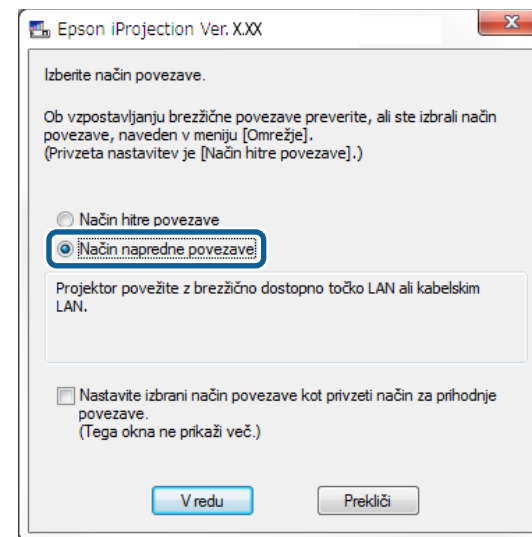 Epson iProjection Ver. X.XX
Izberite način povezave.
Ob vzpostavljanju brezžične povezave preverite, ali ste izbrali način
povezave, naveden v meniju [Omrežje].
(Privzeta nastavitev je [Način hitre povezave].)
Način hitre povezave
Način napredne povezave
Projektor povežite z brezžično dostopno točko LAN ali kabelskim
LAN.
Nastavite izbrani način povezave kot privzeti način za prihodnje
povezave.
(Tega okna ne prikaži več.)
V redu Prekliči